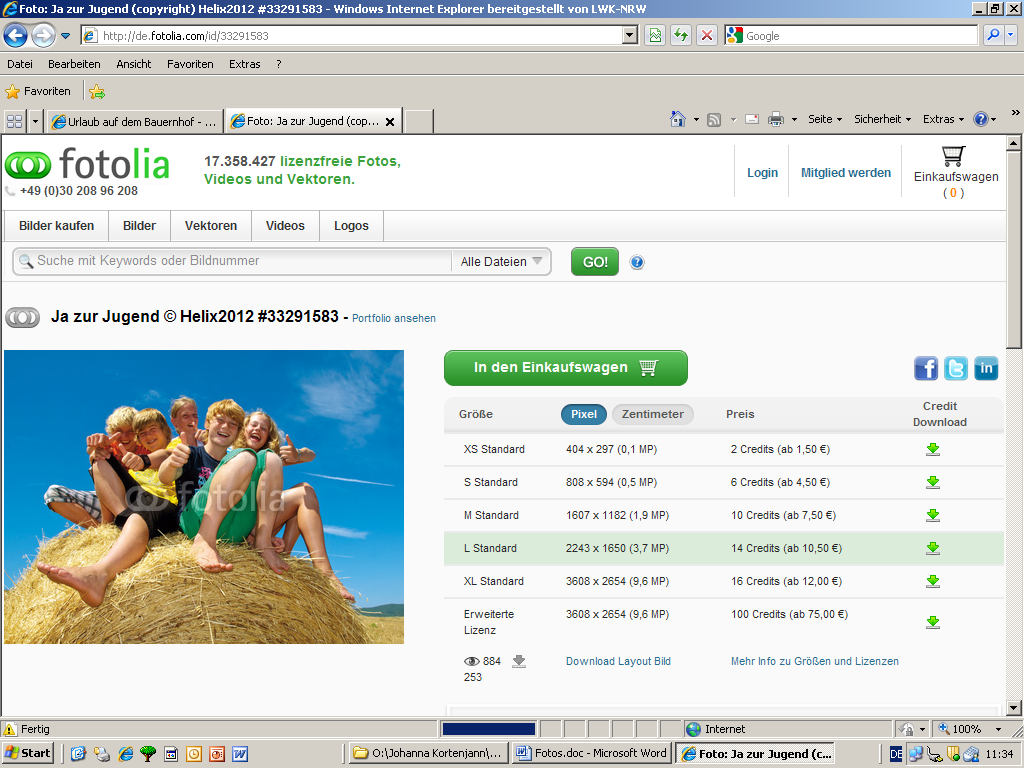 Foto: Ja zur Jugend (copyright) Helix2012 #33291583 - Windows Internet Explorer bereitgestellt von LWK-NRW
http://de.fotolia.com/id/33291583
Google
Datei Bearbeiten Ansicht Favoriten Extras ?
Favoriten
Urlaub auf dem Bauernhof - ...
Foto: Ja zur Jugend (cop...
Seite Sicherheit Extras
fotolia
+49 (0)30 208 96 208
17.358.427 lizenzfreie Fotos,
Videos und Vektoren.
Login
Mitglied werden
Einkaufswagen
( 0 )
Bilder kaufen
Bilder
Vektoren
Videos
Logos
Suche mit Keywords oder Bildnummer
Alle Dateien
GO!
Ja zur Jugend © Helix2012 #33291583 - Portfolio ansehen
fotolia
In den Einkaufswagen
Größe Pixel Zentimeter Preis Credit
Download
XS Standard 404 x 297 (0,1 MP) 2 Credits (ab 1,50 €)
S Standard 808 x 594 (0,5 MP) 6 Credits (ab 4,50 €)
M Standard 1607 x 1182 (1,9 MP) 10 Credits (ab 7,50 €)
L Standard 2243 x 1650 (3,7 MP) 14 Credits (ab 10,50 €)
XL Standard 3608 x 2654 (9,6 MP) 16 Credits (ab 12,00 €)
Erweiterte
Lizenz 3608 x 2654 (9,6 MP) 100 Credits (ab 75,00 €)
884
253
Download Layout Bild
Mehr Info zu Größen und Lizenzen
Fertig
Internet
100%
Start
O:\Johanna Kortenjann\...
Fotos.doc - Microsoft Word
Foto: Ja zur Jugend (c...
DE
11:34